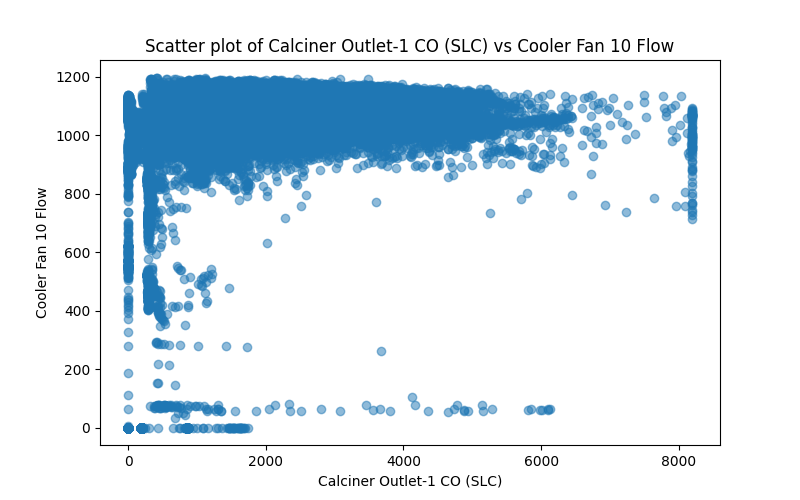 Scatter plot of Calciner Outlet-1 CO (SLC) vs Cooler Fan 10 Flow
1200
1000
800
600
400
200
0
Cooler Fan 10 Flow
0 2000 4000 6000 8000
Calciner Outlet-1 CO (SLC)